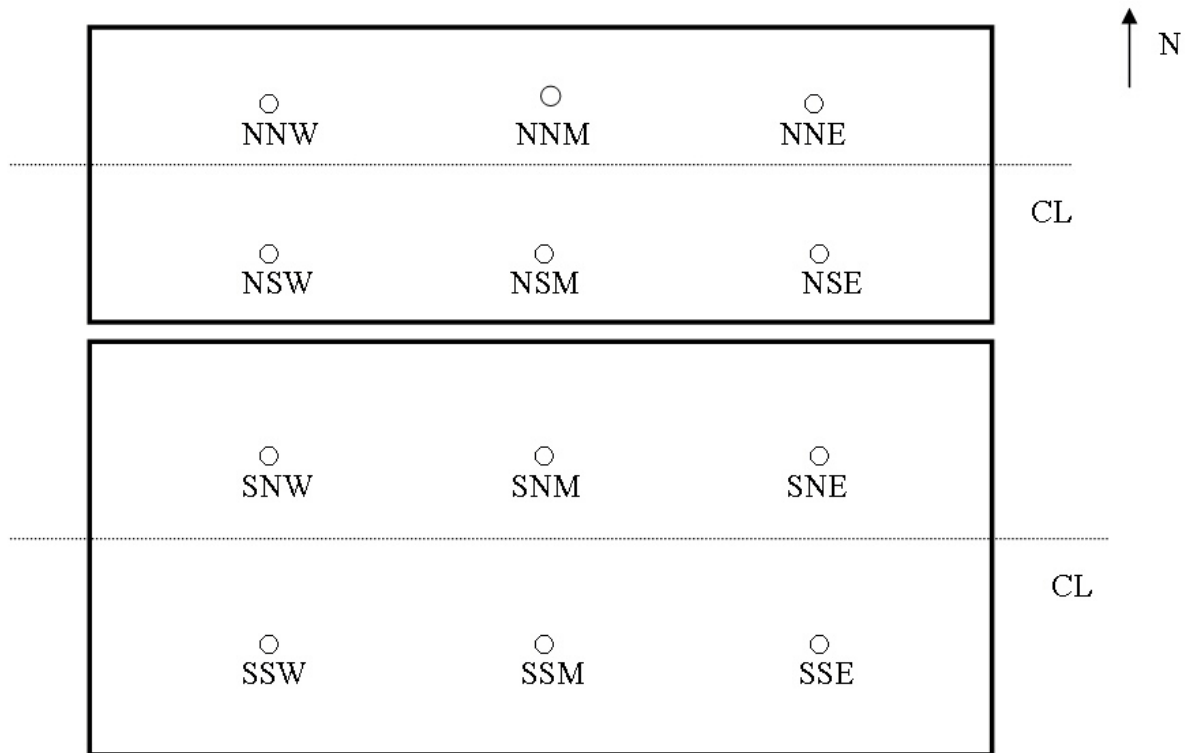 N
NNW NNM NNE
CL
NSW NSM NSE
SNW SNM SNE
CL
SSW SSM SSE